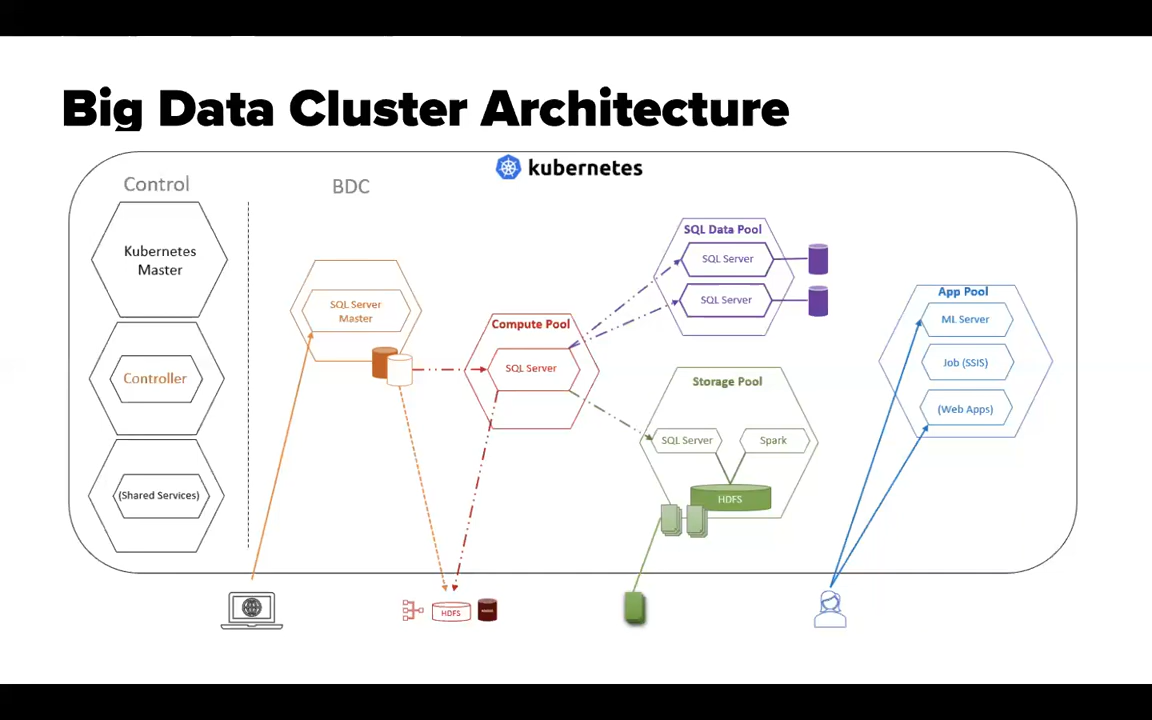 Big Data Cluster Architecture
kubernetes
Control
BDC
Kubernetes
Master
Controller
(Shared Services)
SQL Server
Master
Compute Pool
SQL Server
SQL Data Pool
SQL Server
SQL Server
Storage Pool
SQL Server
Spark
HDFS
App Pool
ML Server
Job (SSIS)
(Web Apps)
HDFS